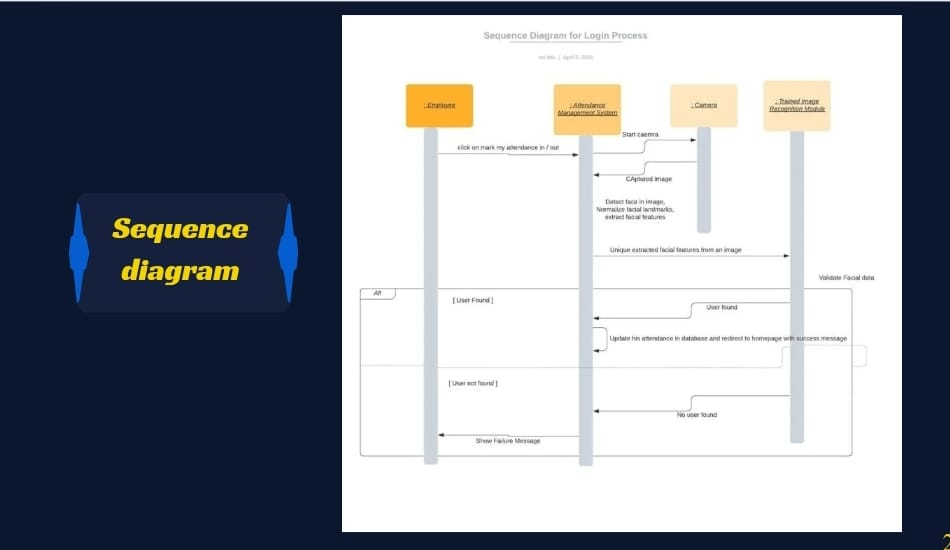 Sequence
diagram
Sequence Diagram for Login Process
April 5, 2021
: Employee
: Attendance
Management System
: Camera
: Trained Image
Recognition Module
Start caemra
click on mark my attendance in / out
CAptured image
Detect face in image,
Normalize facial landmarks,
extract facial features
Unique extracted facial features from an image
Validate Facial data
Alt
[ User Found ]
User found
Update his attendance in database and redirect to homepage with success message
[ User not found ]
No user found
Show Failure Message